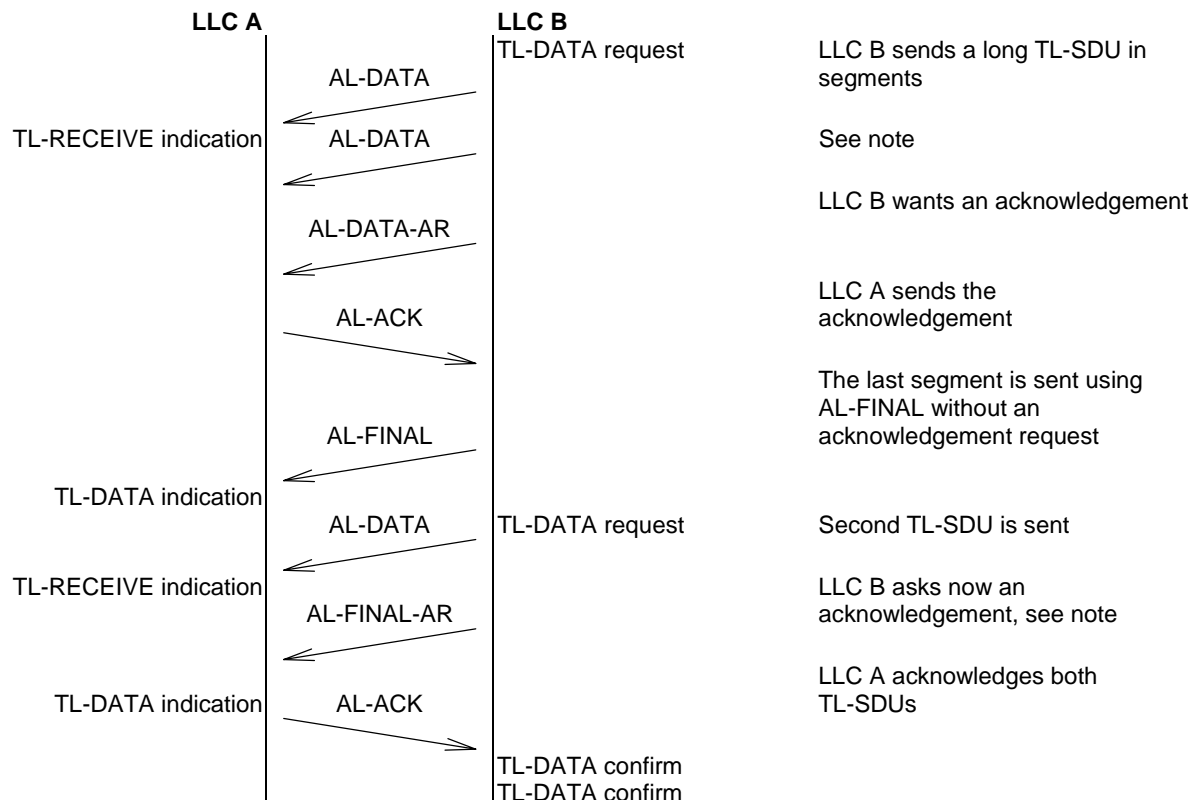 LLC A
LLC B
TL-DATA request
LLC B sends a long TL-SDU in
segments
AL-DATA
TL-RECEIVE indication
AL-DATA
See note
LLC B wants an acknowledgement
AL-DATA-AR
LLC A sends the
acknowledgement
AL-ACK
The last segment is sent using
AL-FINAL without an
acknowledgement request
AL-FINAL
TL-DATA indication
AL-DATA
TL-DATA request
Second TL-SDU is sent
TL-RECEIVE indication
LLC B asks now an
acknowledgement, see note
AL-FINAL-AR
LLC A acknowledges both
TL-SDUs
TL-DATA indication
AL-ACK
TL-DATA confirm
TL-DATA confirm